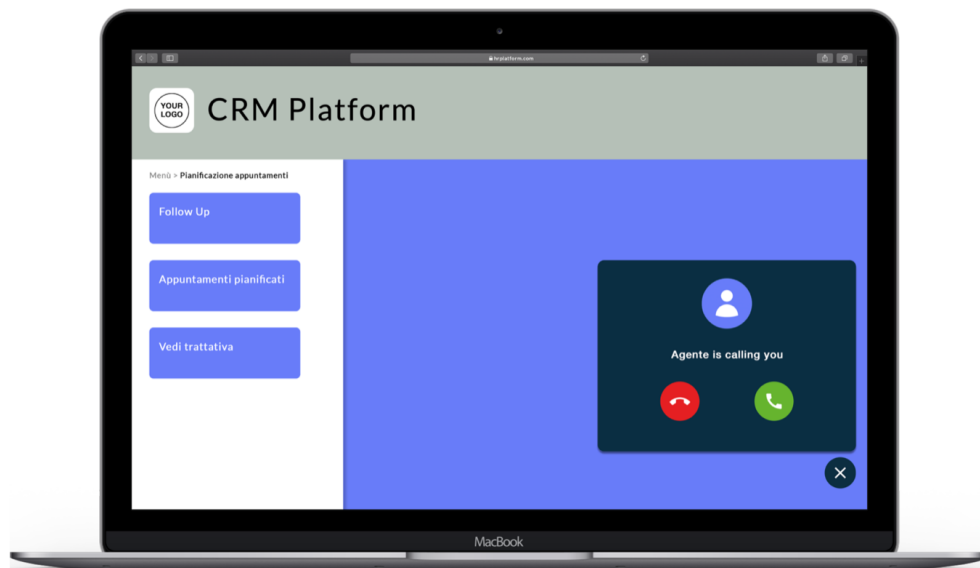 hrplatform.com
YOUR
LOGO
CRM Platform
Menù > Pianificazione appuntamenti
Follow Up
Appuntamenti pianificati
Vedi trattativa
Agente is calling you
MacBook